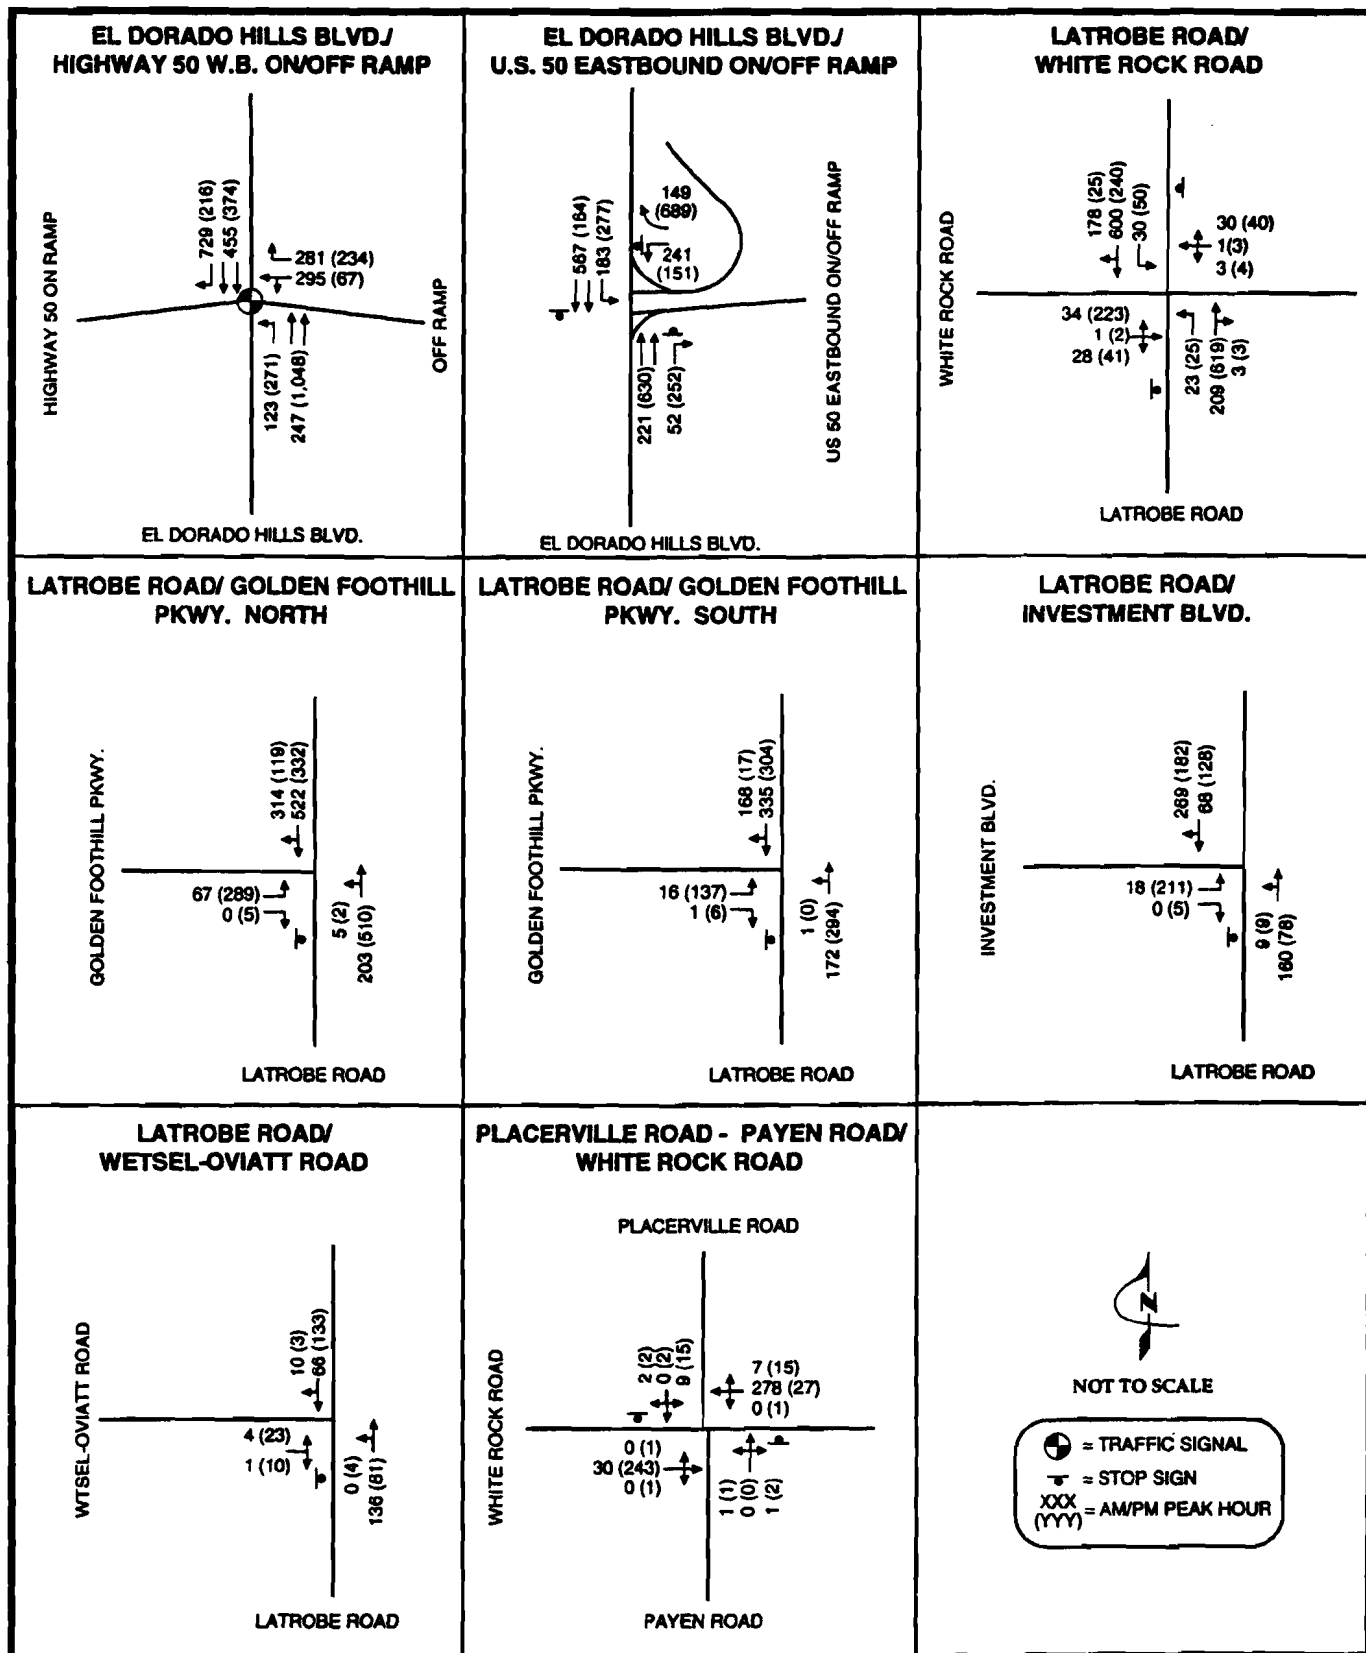 EL DORADO HILLS BLVD./
HIGHWAY 50 W.B. ON/OFF RAMP
729 (216)
455 (374)
281 (234)
295 (67)
123 (271)
247 (1,048)
HIGHWAY 50 ON RAMP
OFF RAMP
EL DORADO HILLS BLVD.
EL DORADO HILLS BLVD./
U.S. 50 EASTBOUND ON/OFF RAMP
567 (164)
183 (277)
149
(689)
241
(151)
221 (630)
52 (252)
US 50 EASTBOUND ON/OFF RAMP
EL DORADO HILLS BLVD.
LATROBE ROAD/
WHITE ROCK ROAD
178 (25)
600 (240)
30 (50)
30 (40)
1(3)
3 (4)
34 (223)
1 (2)
28 (41)
23 (25)
209 (619)
3 (3)
WHITE ROCK ROAD
LATROBE ROAD
LATROBE ROAD/ GOLDEN FOOTHILL
PKWY. NORTH
314 (119)
522 (332)
67 (289)
0 (5)
5 (2)
203 (510)
GOLDEN FOOTHILL PKWY.
LATROBE ROAD
LATROBE ROAD/ GOLDEN FOOTHILL
PKWY. SOUTH
168 (17)
335 (304)
16 (137)
1 (6)
1 (0)
172 (294)
GOLDEN FOOTHILL PKWY.
LATROBE ROAD
LATROBE ROAD/
INVESTMENT BLVD.
269 (182)
68 (128)
18 (211)
0 (5)
9 (9)
160 (78)
INVESTMENT BLVD.
LATROBE ROAD
LATROBE ROAD/
WETSEL-OVIATT ROAD
10 (3)
66 (133)
4 (23)
1 (10)
0 (4)
136 (81)
WTSEL-OVIATT ROAD
LATROBE ROAD
PLACERVILLE ROAD - PAYEN ROAD/
WHITE ROCK ROAD
PLACERVILLE ROAD
2 (2)
0 (2)
9 (15)
7 (15)
278 (27)
0 (1)
0 (1)
30 (243)
0 (1)
1 (1)
0 (0)
1 (2)
WHITE ROCK ROAD
PAYEN ROAD
Z
NOT TO SCALE
= TRAFFIC SIGNAL
= STOP SIGN
XXX
(YYY) = AM/PM PEAK HOUR